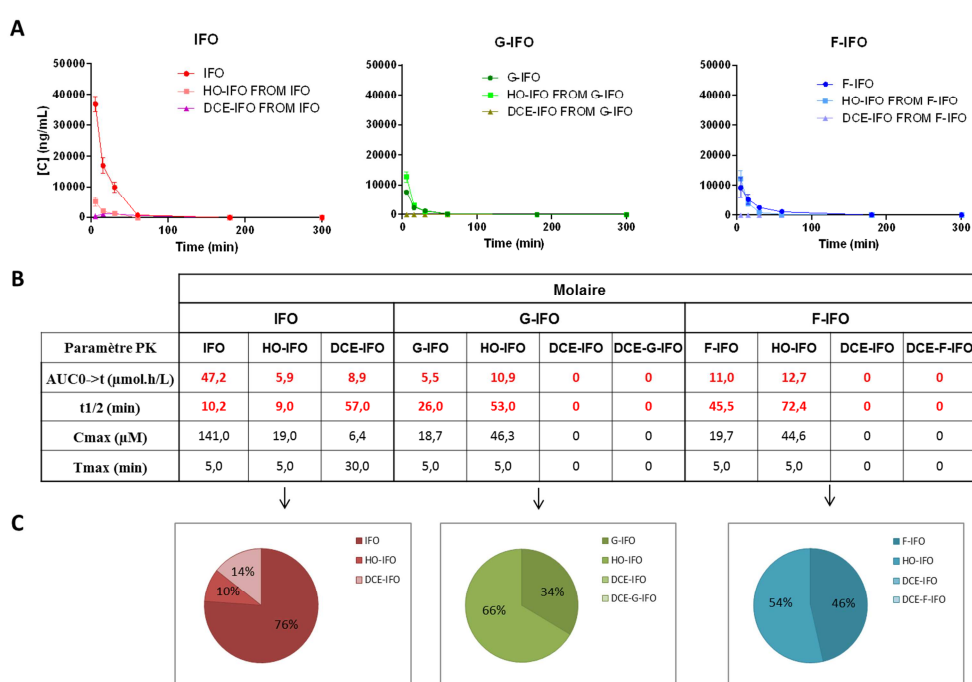 A
IFO
G-IFO
F-IFO
50000
40000
30000
20000
10000
0
[C] (ng/mL)
0
100
200
300
Time (min)
IFO
HO-IFO FROM IFO
DCE-IFO FROM IFO
50000
40000
30000
20000
10000
0
0
100
200
300
Time (min)
G-IFO
HO-IFO FROM G-IFO
DCE-IFO FROM G-IFO
50000
40000
30000
20000
10000
0
0
100
200
300
Time (min)
F-IFO
HO-IFO FROM F-IFO
DCE-IFO FROM F-IFO
B
Molaire
IFO G-IFO F-IFO
Paramètre PK IFO HO-IFO DCE-IFO G-IFO HO-IFO DCE-IFO DCE-G-IFO F-IFO HO-IFO DCE-IFO DCE-F-IFO
AUC0->t (µmol.h/L) 47,2 5,9 8,9 5,5 10,9 0 0 11,0 12,7 0 0
t1/2 (min) 10,2 9,0 57,0 26,0 53,0 0 0 45,5 72,4 0 0
Cmax (µM) 141,0 19,0 6,4 18,7 46,3 0 0 19,7 44,6 0 0
Tmax (min) 5,0 5,0 30,0 5,0 5,0 0 0 5,0 5,0 0 0
C
14%
10%
76%
IFO
HO-IFO
DCE-IFO
66%
34%
G-IFO
HO-IFO
DCE-IFO
DCE-G-IFO
54%
46%
F-IFO
HO-IFO
DCE-IFO
DCE-F-IFO